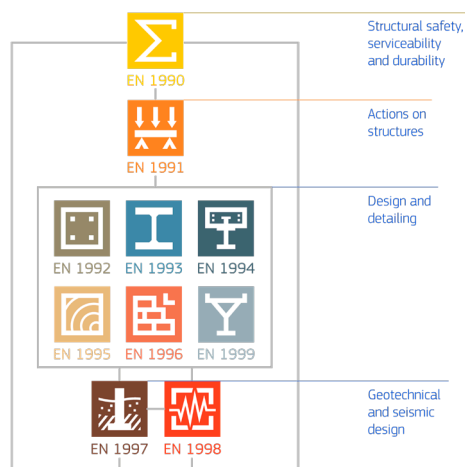 Structural safety,
serviceability
and durability
EN 1990
Actions on
structures
EN 1991
Design and
detailing
EN 1992 EN 1993 EN 1994
EN 1995 EN 1996 EN 1999
Geotechnical
and seismic
design
EN 1997 EN 1998